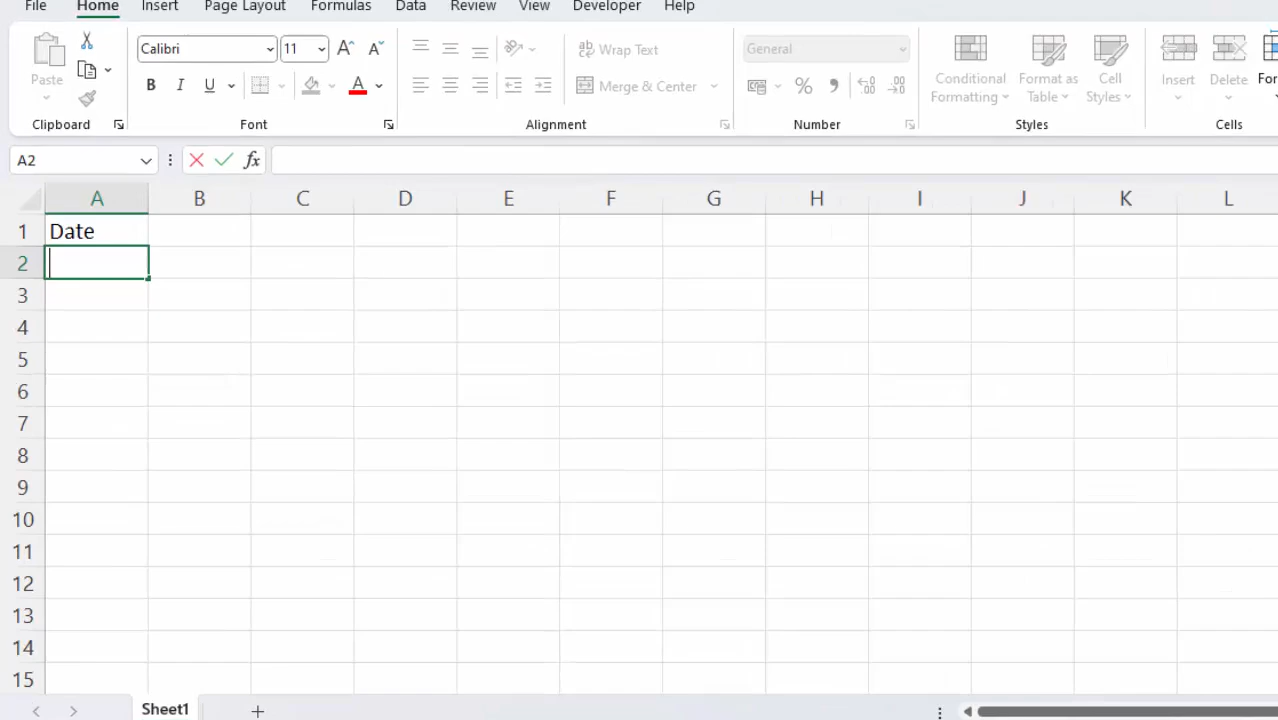 File Home Insert Page Layout Formulas Data Review View Developer Help
Calibri 11 A A ab Wrap Text General
Paste Conditional Format as Cell Insert Delete
B I U A Merge & Center % , Formatting Table Styles
Clipboard Font Alignment Number Styles Cells
A2 fx
A B C D E F G H I J K L
1 Date
2
3
4
5
6
7
8
9
10
11
12
13
14
15
Sheet1